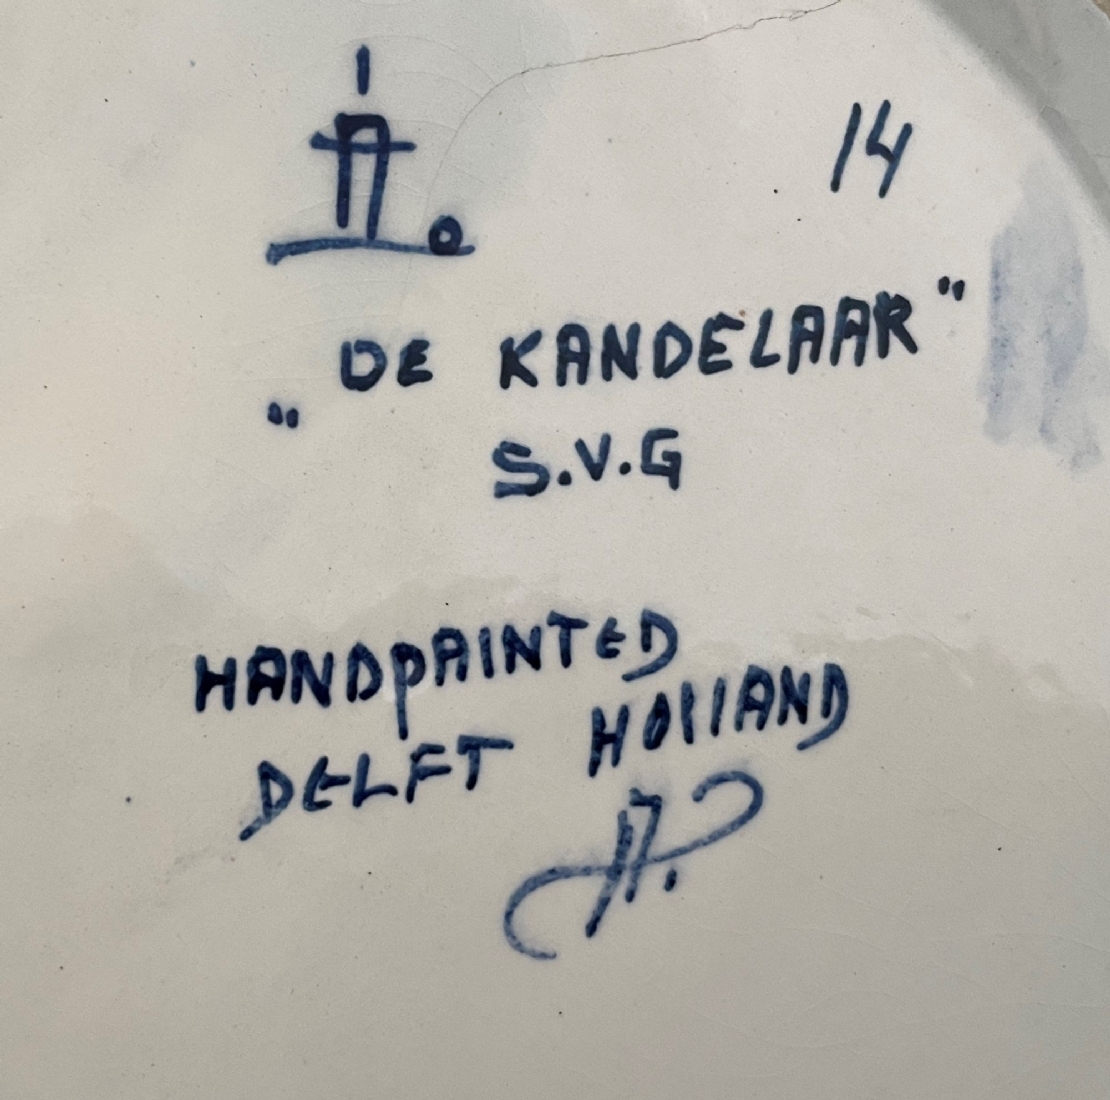 14
„ DE KANDELAAR "
S.V.G
HANDPAINTED
DELFT HOLLAND